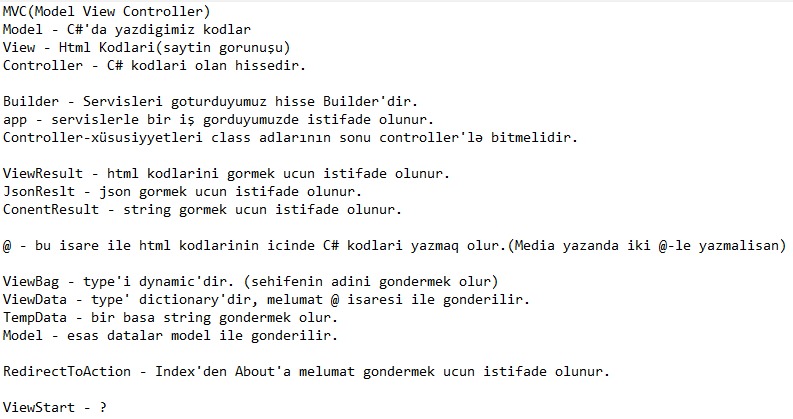 MVC(Model View Controller)
Model - C#'da yazdigimiz kodlar
View - Html Kodlari(saytin gorunuşu)
Controller - C# kodlari olan hissedir.
Builder - Servisleri goturduyumuz hisse Builder'dir.
app - servislerle bir iş gorduyumuzde istifade olunur.
Controller-xüsusiyyetleri class adlarının sonu controller'lə bitmelidir.
ViewResult - html kodlarini gormek ucun istifade olunur.
JsonReslt - json gormek ucun istifade olunur.
ConentResult - string gormek ucun istifade olunur.
@ - bu isare ile html kodlarinin icinde C# kodlari yazmaq olur.(Media yazanda iki @-le yazmalisan)
ViewBag - type'i dynamic'dir. (sehifenin adini gondermek olur)
ViewData - type' dictionary'dir, melumat @ isaresi ile gonderilir.
TempData - bir basa string gondermek olur.
Model - esas datalar model ile gonderilir.
RedirectToAction - Index'den About'a melumat gondermek ucun istifade olunur.
ViewStart - ?